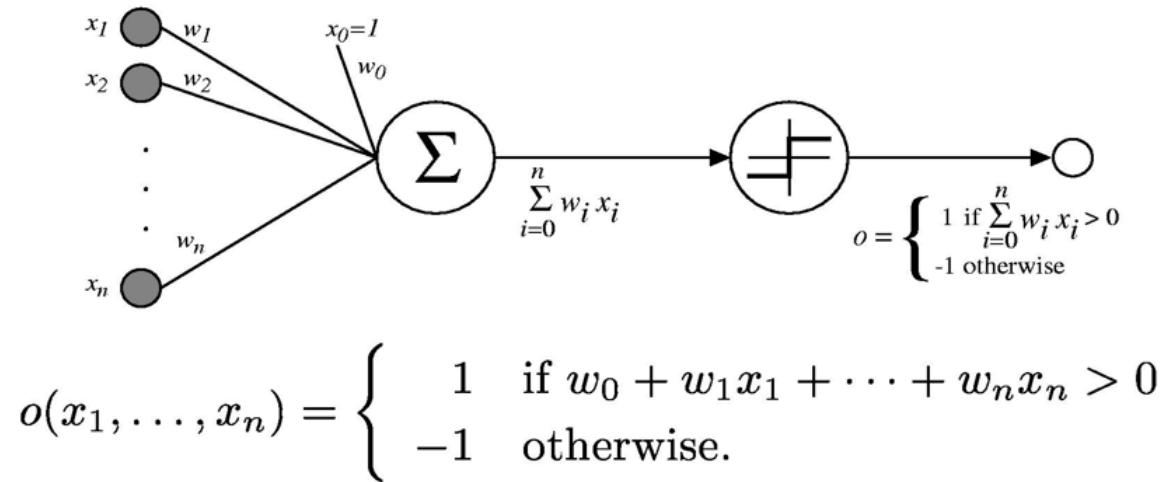 x1 w1 x0=1
w0
x2 w2
.
.
.
wn
xn
Σ
n
Σ wi xi
i=0
o = { 1 if n Σ i=0 wi xi > 0
-1 otherwise
o(x1, . . . , xn) = { 1 if w0 + w1x1 + · · · + wnxn > 0
−1 otherwise.